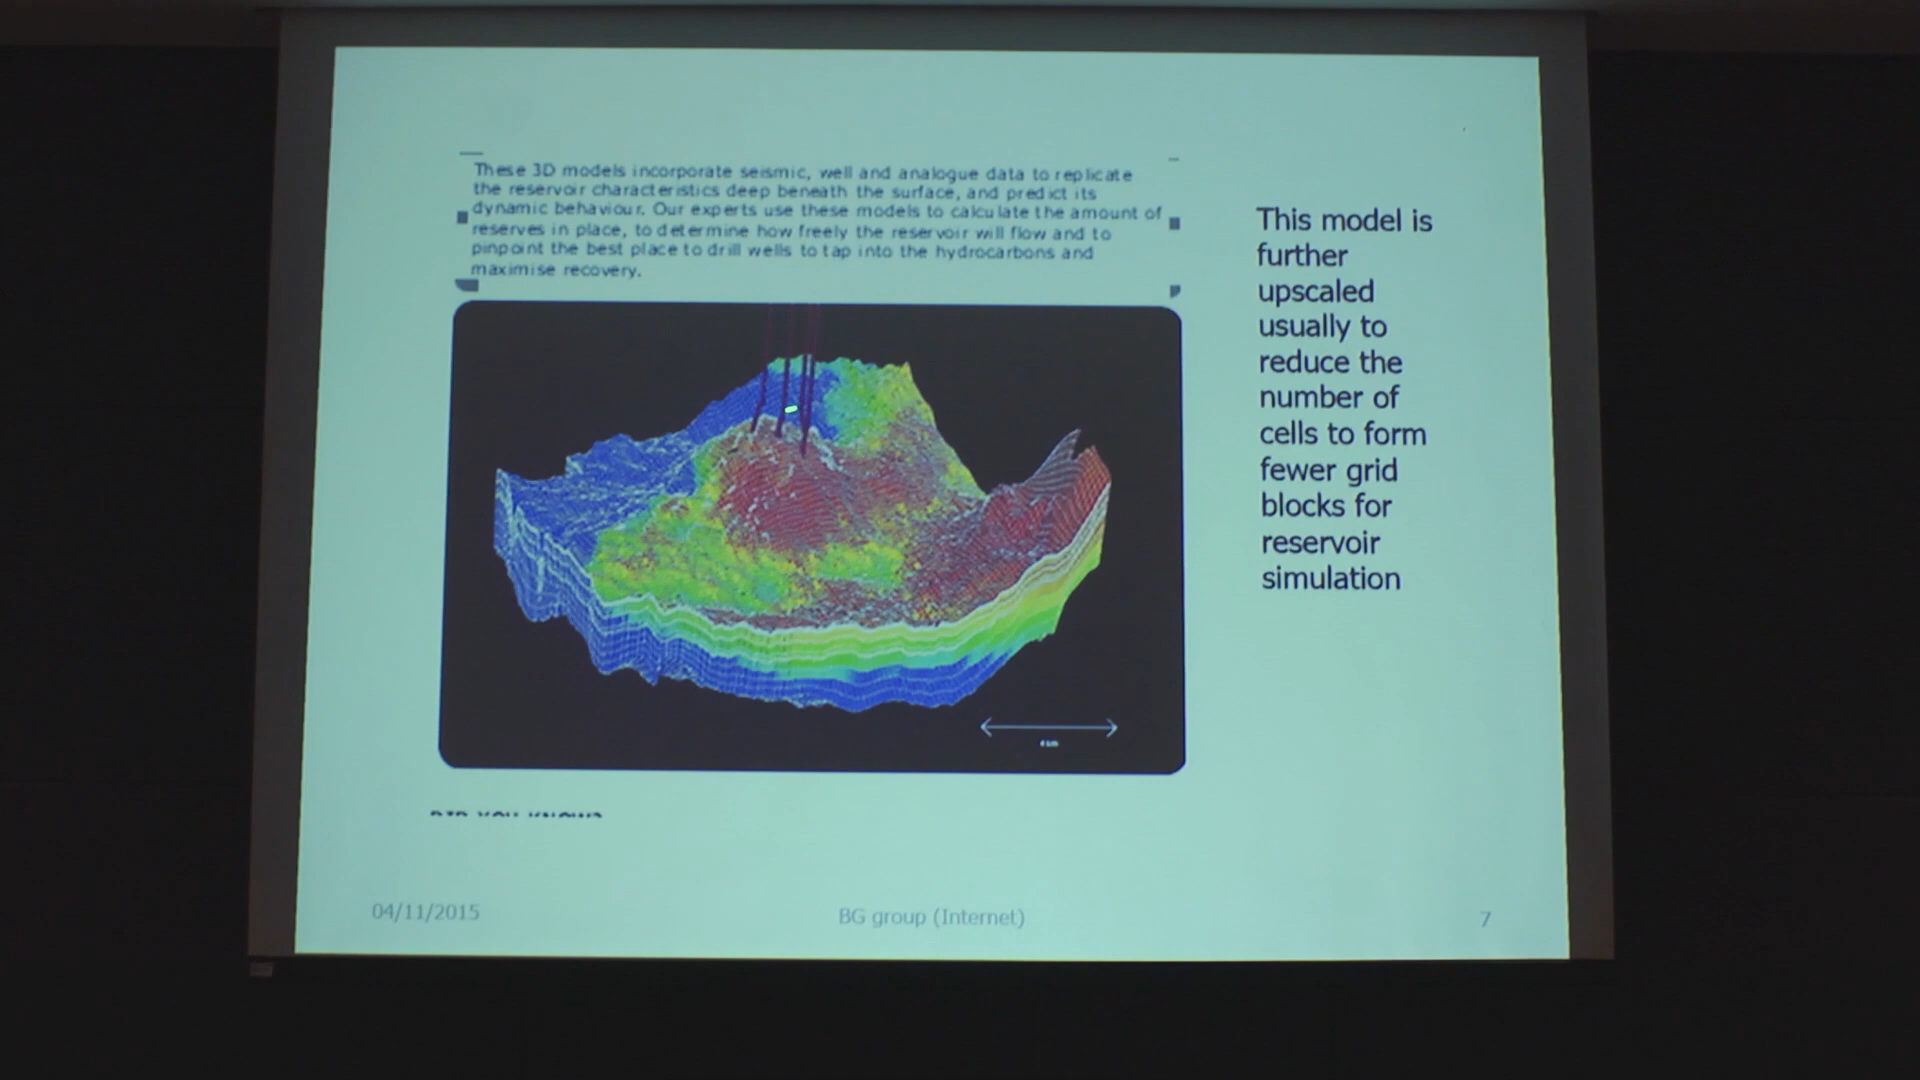 These 3D models incorporate seismic, well and analogue data to replicate
the reservoir characteristics deep beneath the surface, and predict its
dynamic behaviour. Our experts use these models to calculate the amount of
reserves in place, to determine how freely the reservoir will flow and to
pinpoint the best place to drill wells to tap into the hydrocarbons and
maximise recovery.
This model is
further
upscaled
usually to
reduce the
number of
cells to form
fewer grid
blocks for
reservoir
simulation
DID YOU KNOW?
04/11/2015
BG group (Internet)
7